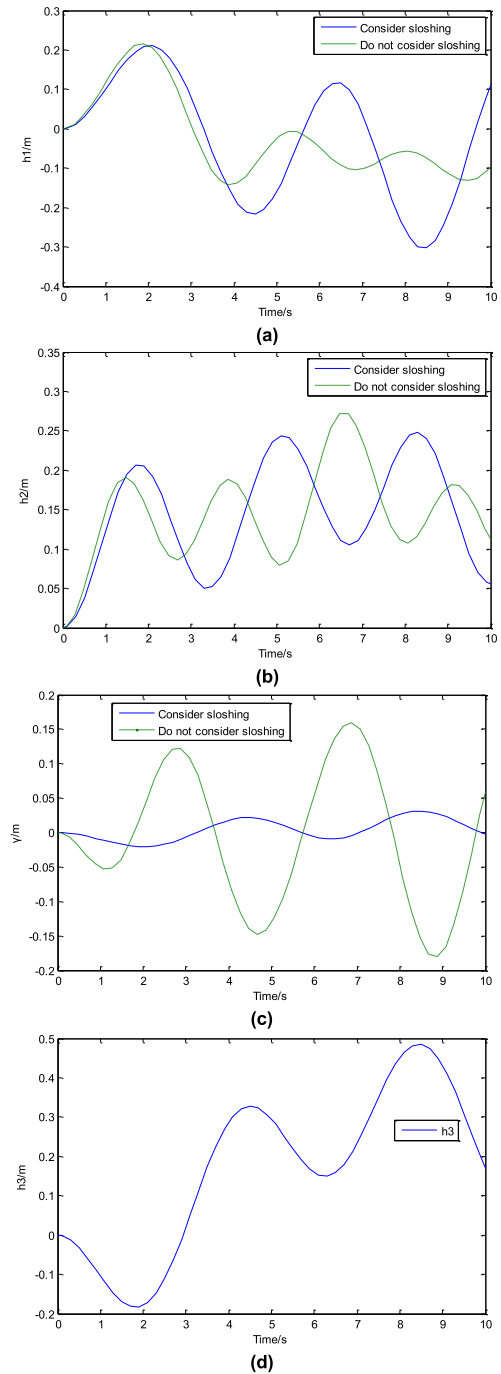 0.3
Consider sloshing
Do not cosider sloshing
0.2
0.1
0
-0.1
-0.2
-0.3
-0.4
h1/m
0 1 2 3 4 5 6 7 8 9 10
Time/s
(a)
0.35
Consider sloshing
Do not consider sloshing
0.3
0.25
0.2
0.15
0.1
0.05
0
h2/m
0 1 2 3 4 5 6 7 8 9 10
Time/s
(b)
0.2
Consider sloshing
Do not consider sloshing
0.15
0.1
0.05
0
-0.05
-0.1
-0.15
-0.2
γ/m
0 1 2 3 4 5 6 7 8 9 10
Time/s
(c)
0.5
0.4
0.3
h3
0.2
0.1
0
-0.1
-0.2
h3/m
0 1 2 3 4 5 6 7 8 9 10
Time/s
(d)